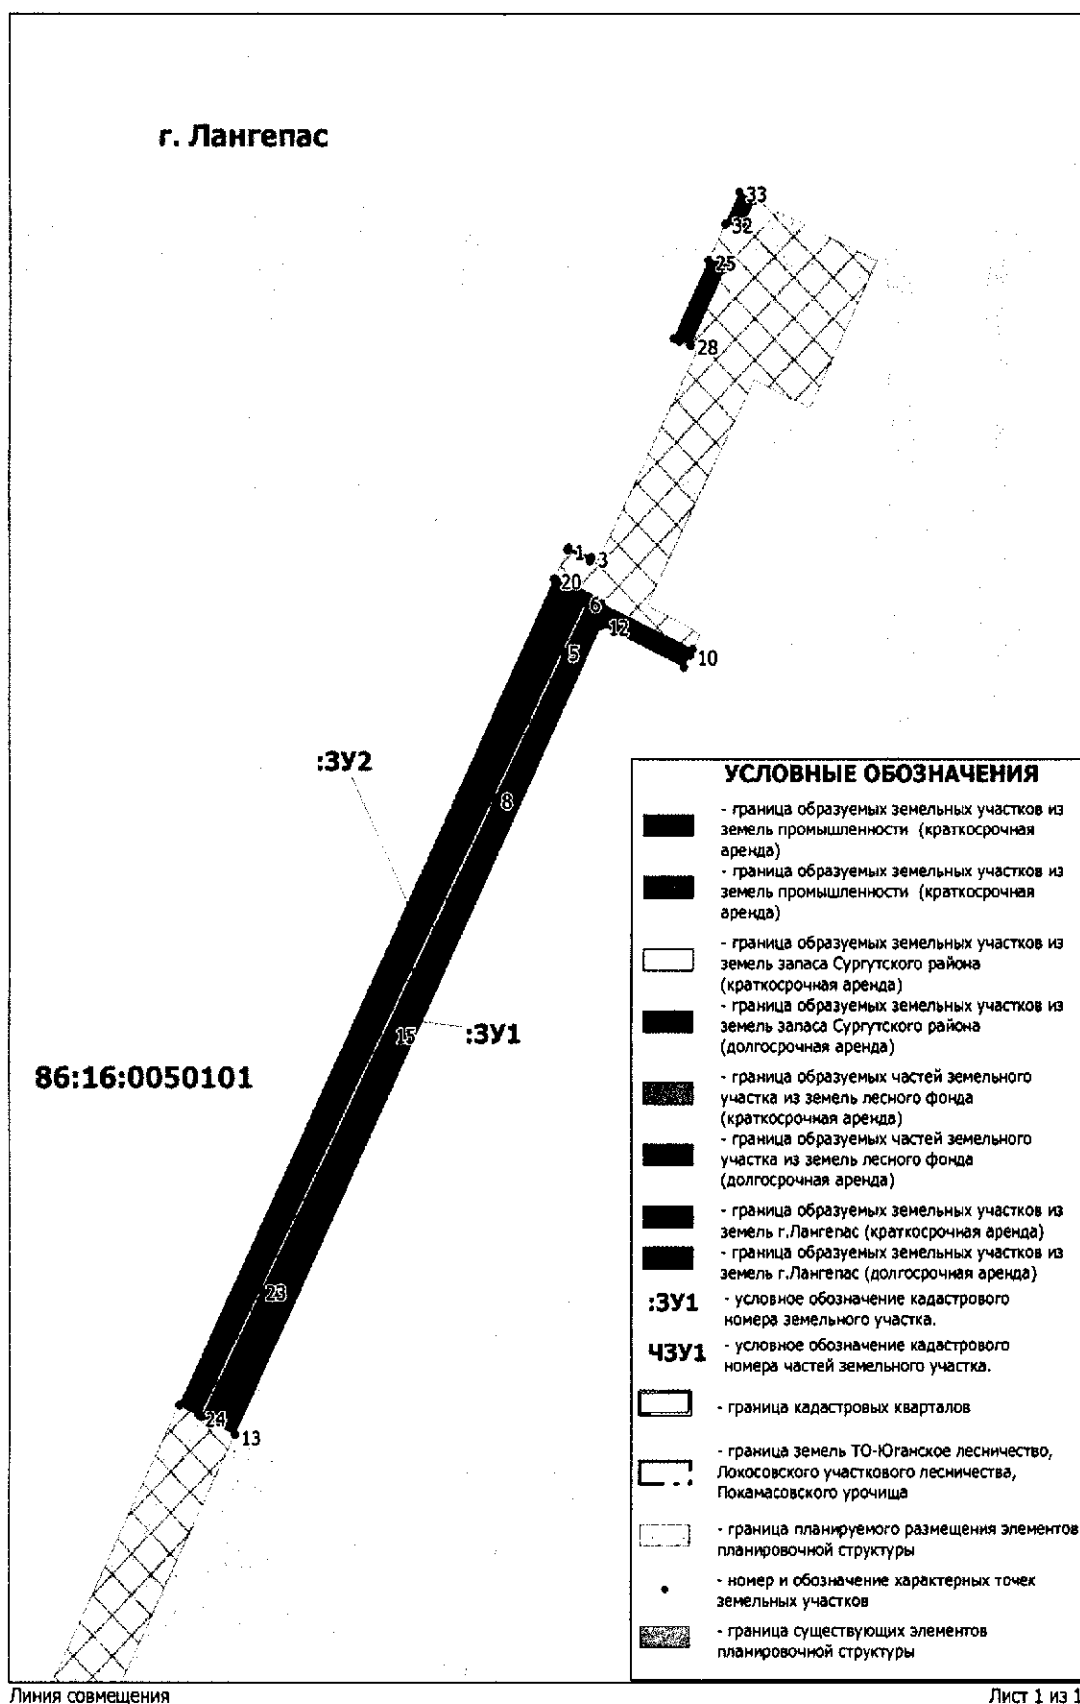 г. Лангепас
33
32
25
28
1
3
20
6
12
5
10
:ЗУ2
8
15
:ЗУ1
86:16:0050101
23
24
13
УСЛОВНЫЕ ОБОЗНАЧЕНИЯ
- граница образуемых земельных участков из
земель промышленности (краткосрочная
аренда)
- граница образуемых земельных участков из
земель промышленности (краткосрочная
аренда)
- граница образуемых земельных участков из
земель запаса Сургутского района
(краткосрочная аренда)
- граница образуемых земельных участков из
земель запаса Сургутского района
(долгосрочная аренда)
- граница образуемых частей земельного
участка из земель лесного фонда
(краткосрочная аренда)
- граница образуемых частей земельного
участка из земель лесного фонда
(долгосрочная аренда)
- граница образуемых земельных участков из
земель г.Лангепас (краткосрочная аренда)
- граница образуемых земельных участков из
земель г.Лангепас (долгосрочная аренда)
:ЗУ1 - условное обозначение кадастрового
номера земельного участка.
ЧЗУ1 - условное обозначение кадастрового
номера частей земельного участка.
- граница кадастровых кварталов
- граница земель ТО-Юганское лесничество,
Локосовского участкового лесничества,
Покамасовского урочища
- граница планируемого размещения элементов
планировочной структуры
- номер и обозначение характерных точек
земельных участков
- граница существующих элементов
планировочной структуры
Линия совмещения
Лист 1 из 1